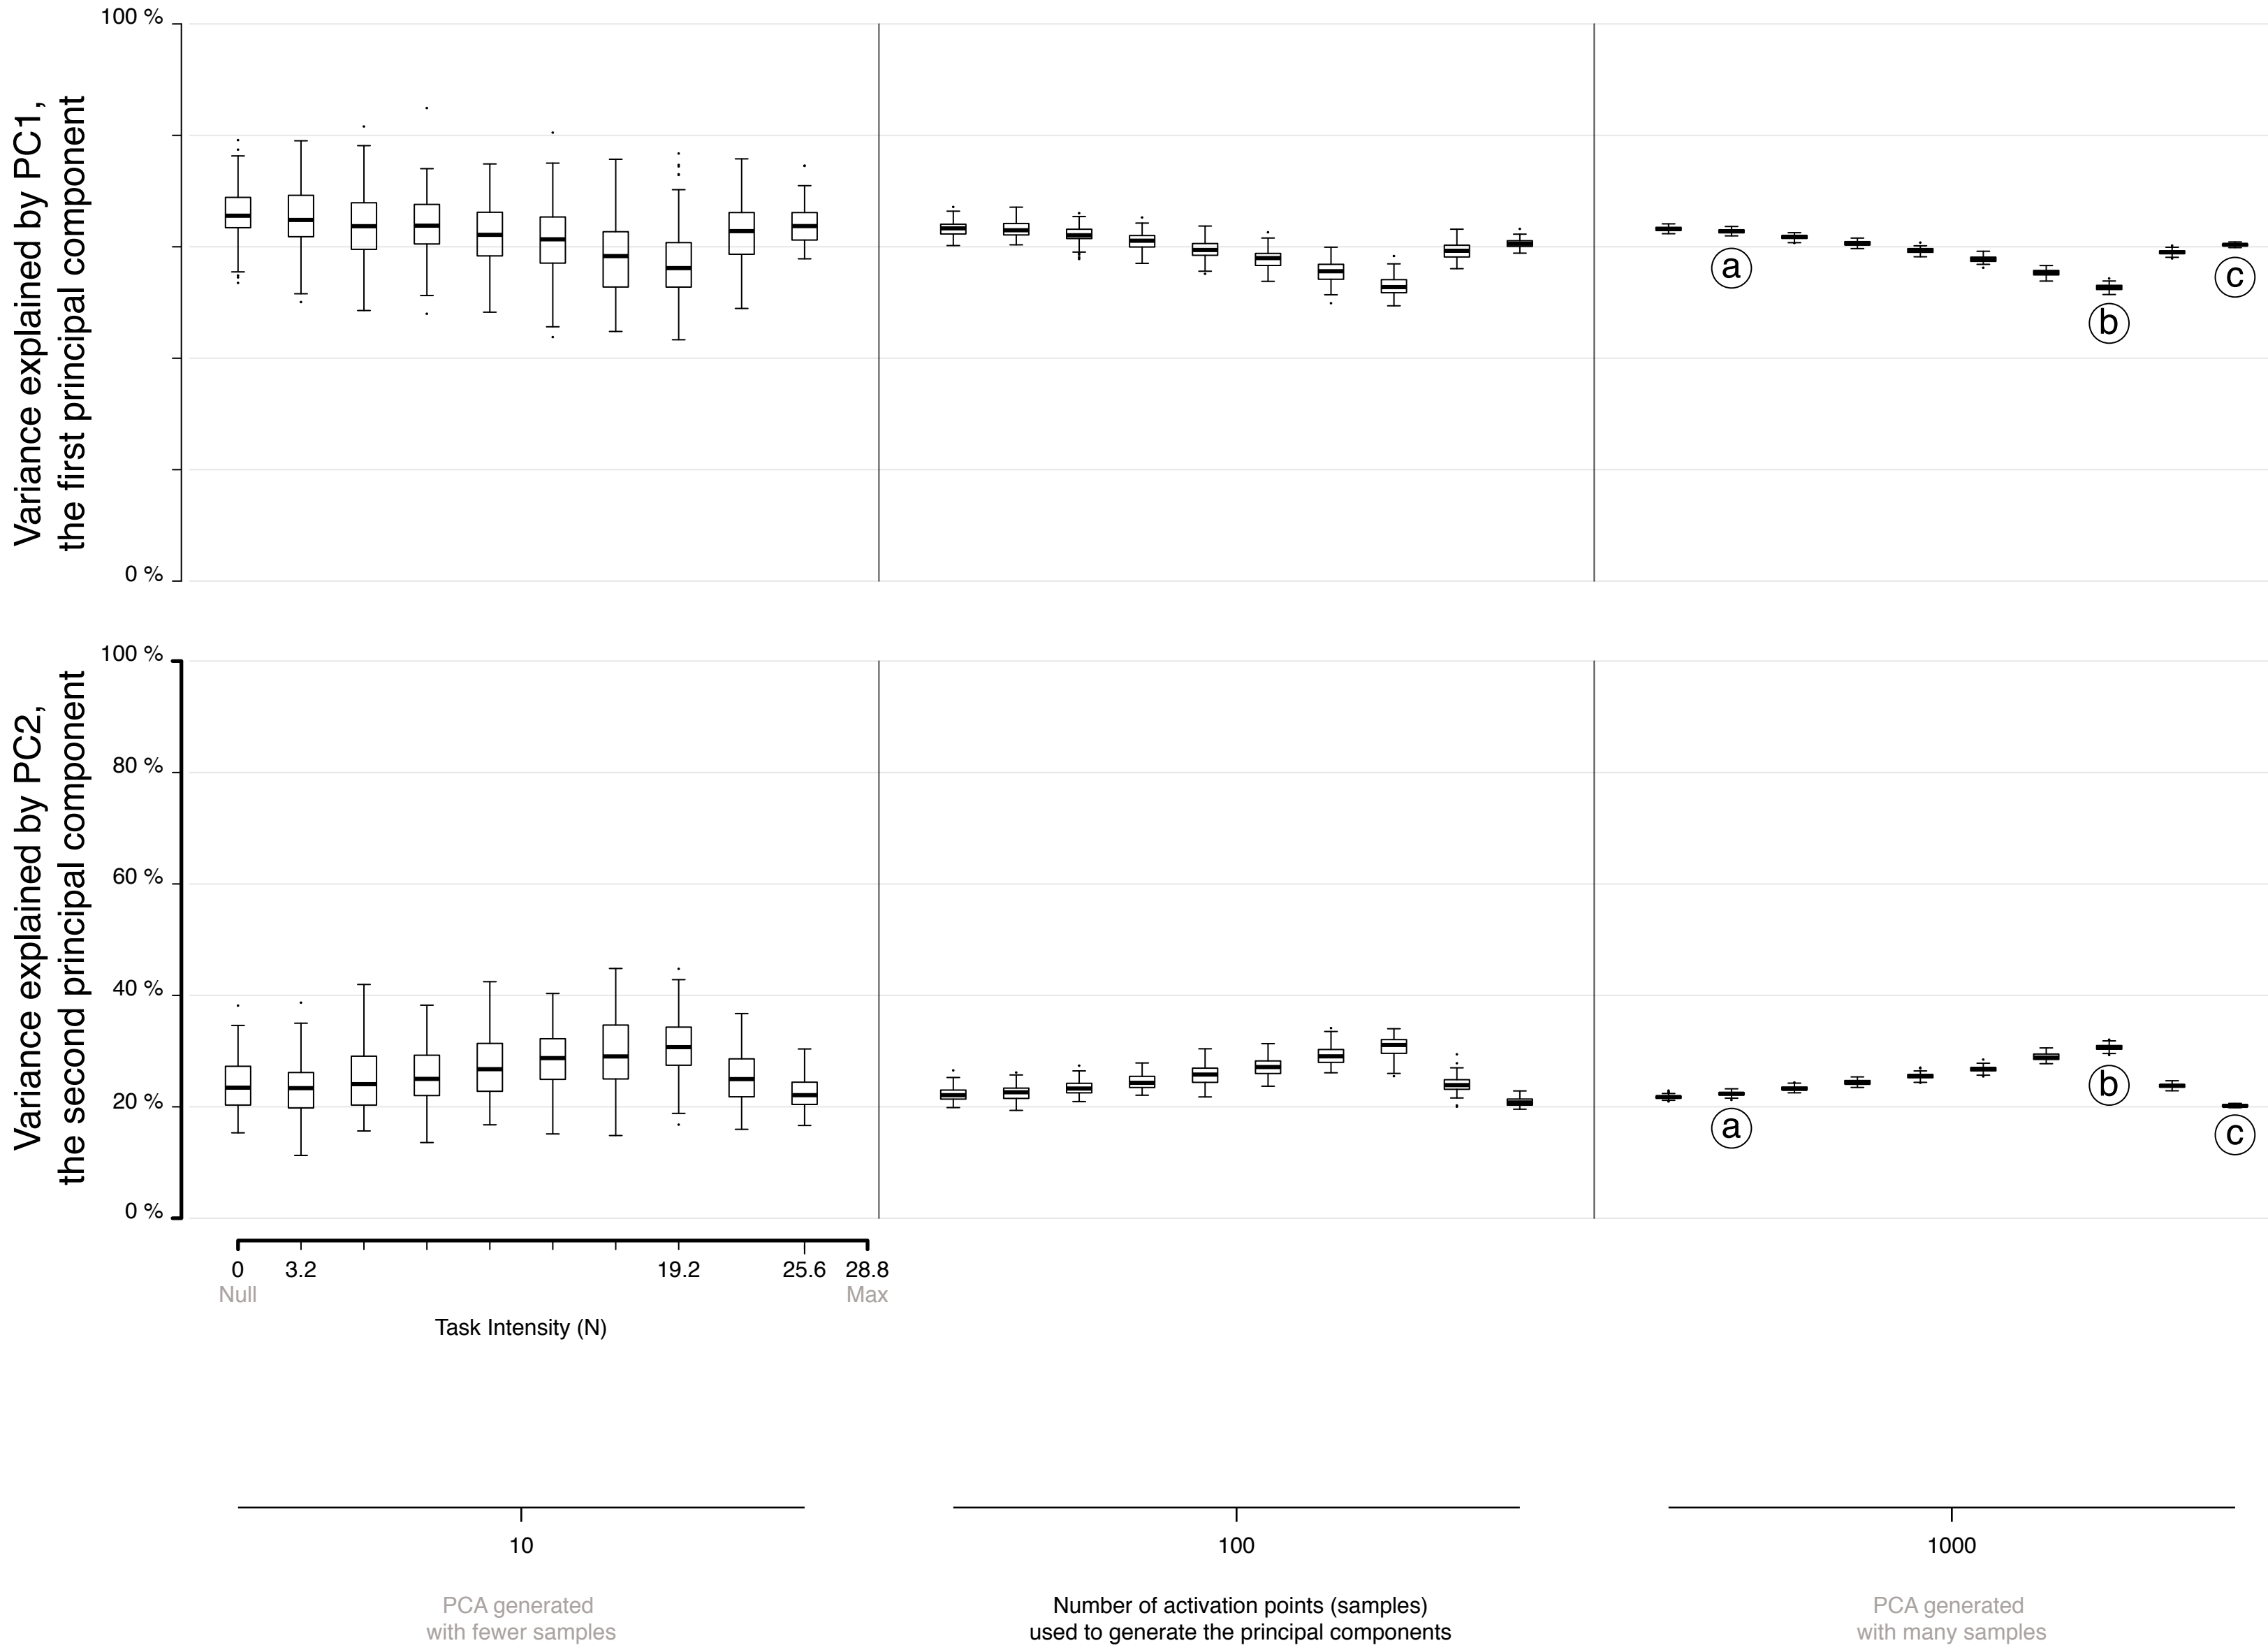 100 %
Variance explained by PC1,
the first principal component
a
b
c
0 %
100 %
80 %
60 %
40 %
20 %
0 %
Variance explained by PC2,
the second principal component
a
b
c
0 3.2 19.2 25.6 28.8
Null Max
Task Intensity (N)
10 100 1000
PCA generated
with fewer samples
Number of activation points (samples)
used to generate the principal components
PCA generated
with many samples